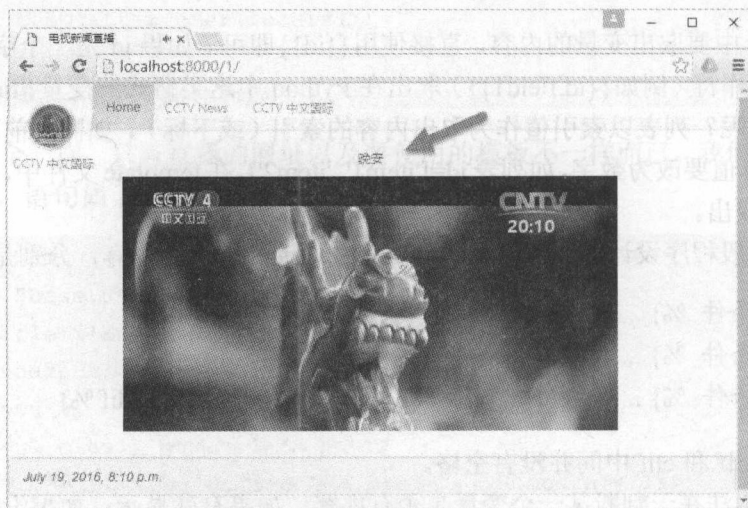 电视新闻直播
localhost:8000/1/
Home CCTV News CCTV 中文国际
CCTV 中文国际
晚安
CCTV 4 CNTV
中文国际 20:10
July 19, 2016, 8:10 p.m.